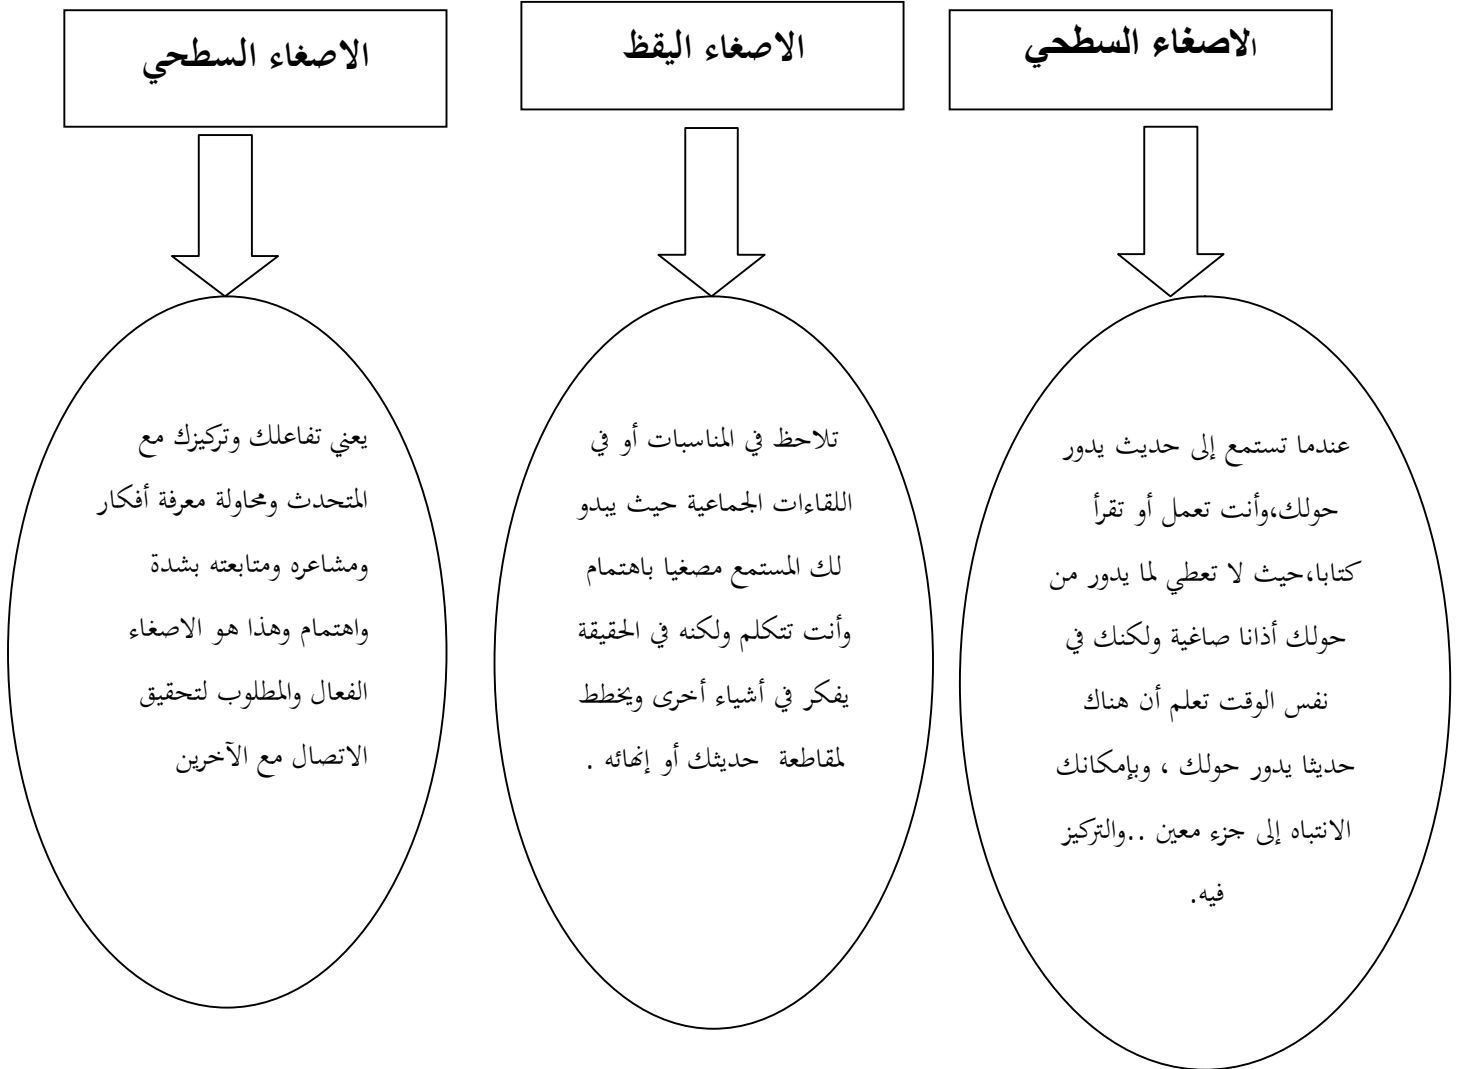 الاصغاء السطحي
الاصغاء اليقظ
الاصغاء السطحي
عندما تستمع إلى حديث يدور
حولك،وأنت تعمل أو تقرأ
كتابا،حيث لا تعطي لما يدور من
حولك أذانا صاغية ولكنك في
نفس الوقت تعلم أن هناك
حديثا يدور حولك ، وبإمكانك
الانتباه إلى جزء معين ..والتركيز
فيه.
تلاحظ في المناسبات أو في
اللقاءات الجماعية حيث يبدو
لك المستمع مصغيا باهتمام
وأنت تتكلم ولكنه في الحقيقة
يفكر في أشياء أخرى ويخطط
لمقاطعة حديثك أو إنهائه .
يعني تفاعلك وتركيزك مع
المتحدث ومحاولة معرفة أفكار
ومشاعره ومتابعته بشدة
واهتمام وهذا هو الاصغاء
الفعال والمطلوب لتحقيق
الاتصال مع الآخرين